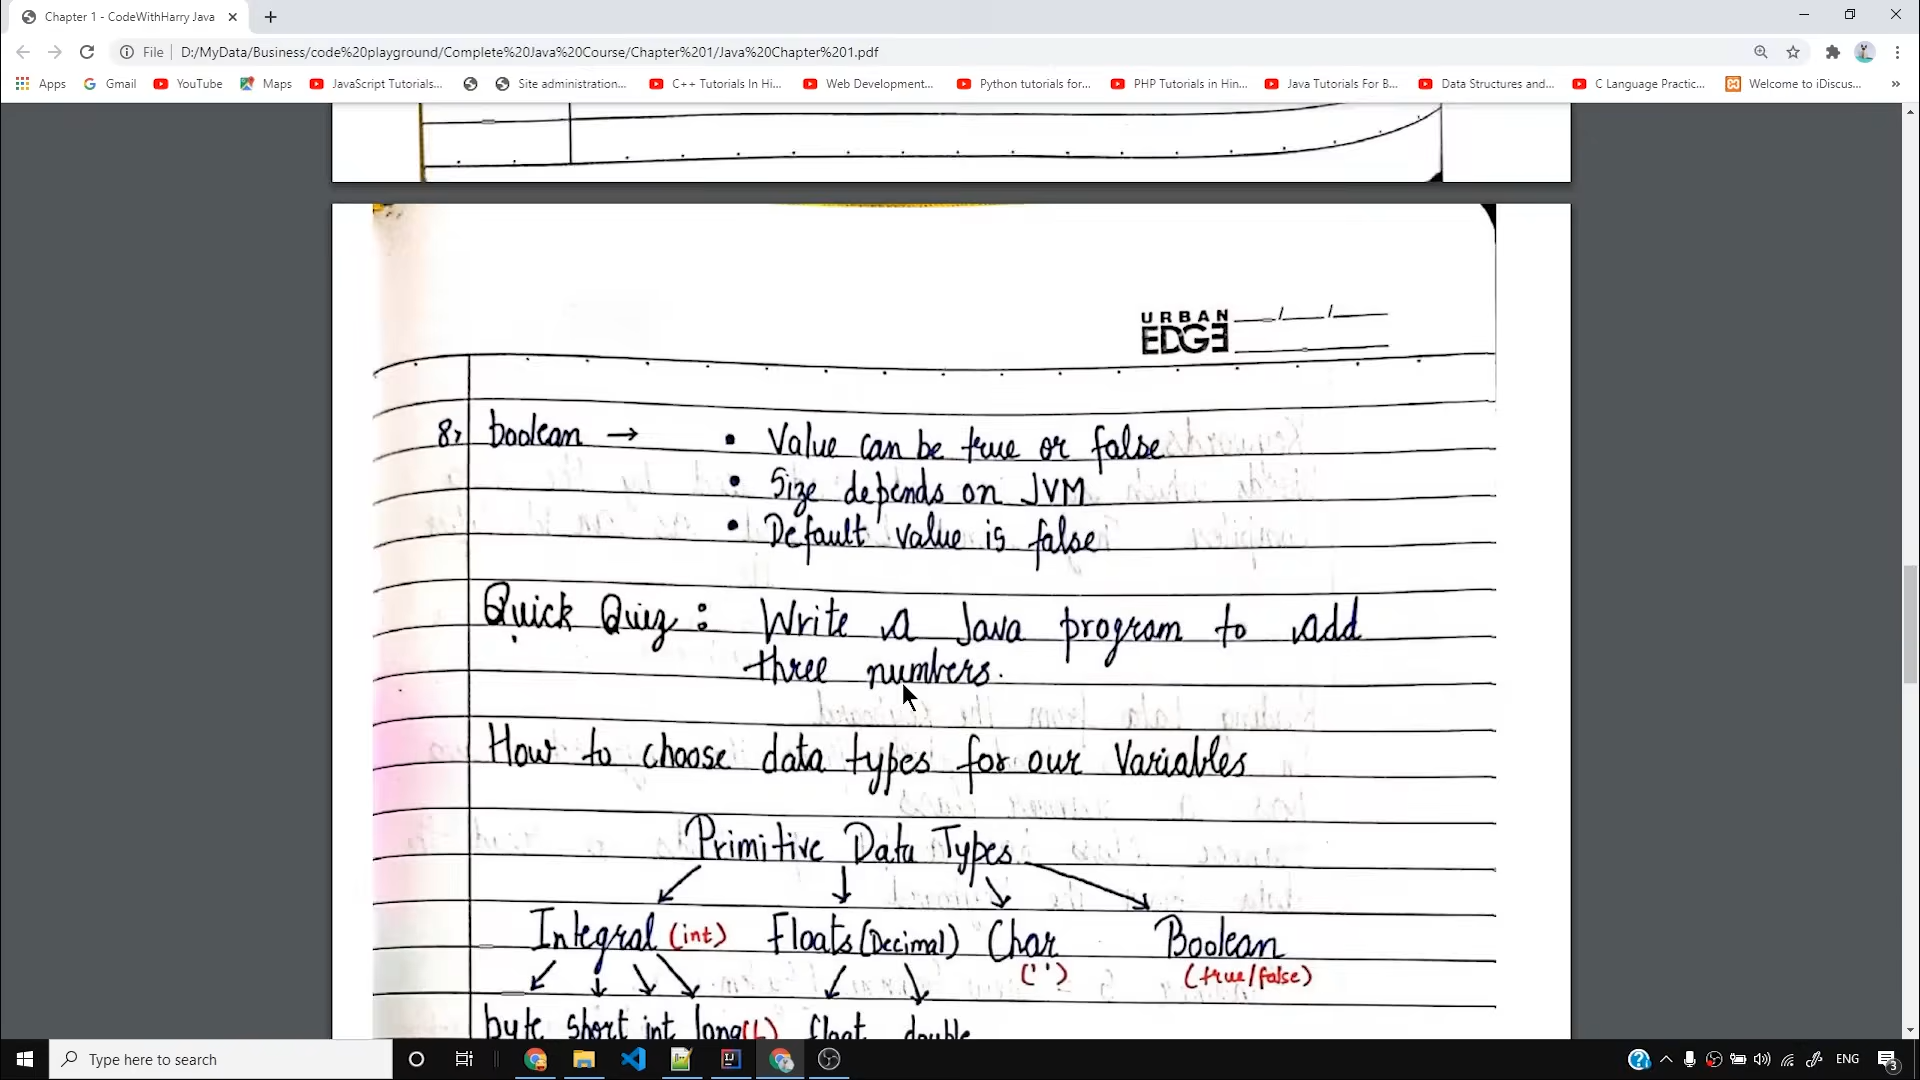 Chapter 1 - CodeWithHarry Java
File D:/MyData/Business/code%20playground/Complete%20Java%20Course/Chapter%201/Java%20Chapter%201.pdf
Apps Gmail YouTube Maps JavaScript Tutorials... Site administration... C++ Tutorials In Hi... Web Development... Python tutorials for... PHP Tutorials in Hin... Java Tutorials For B... Data Structures and... C Language Practic... Welcome to iDiscus... »
URBAN
EDGE
8> boolean → • Value can be true or false
• Size depends on JVM
• Default value is false
Quick Quiz : Write a Java program to add
three numbers.
How to choose data types for our Variables
Primitive Data Types
Integral (int) Floats (Decimal) Char Boolean
(' ') (true/false)
byte short int long(L) float double
Type here to search
ENG
3